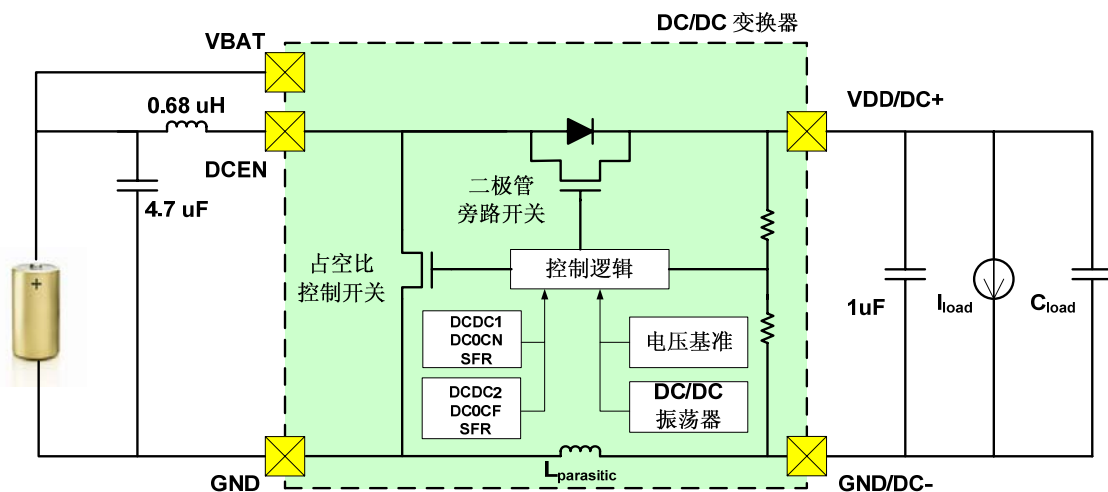 DC/DC 变换器
VBAT
0.68 uH
VDD/DC+
DCEN
4.7 uF
二极管
旁路开关
占空比
控制开关
控制逻辑
+
1uF
Iload
Cload
DCDC1
DC0CN
SFR
电压基准
DCDC2
DC0CF
SFR
DC/DC
振荡器
Lparasitic
GND
GND/DC-